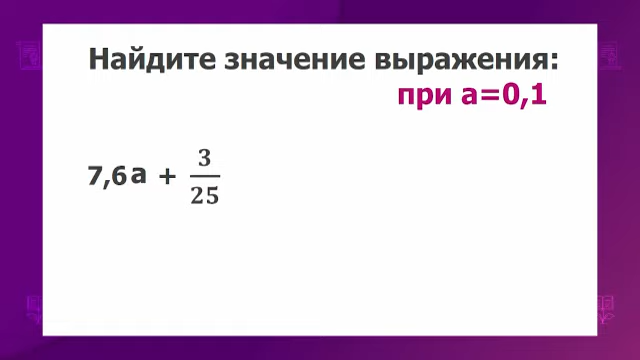 Найдите значение выражения:
при а=0,1
7,6а + 3/25